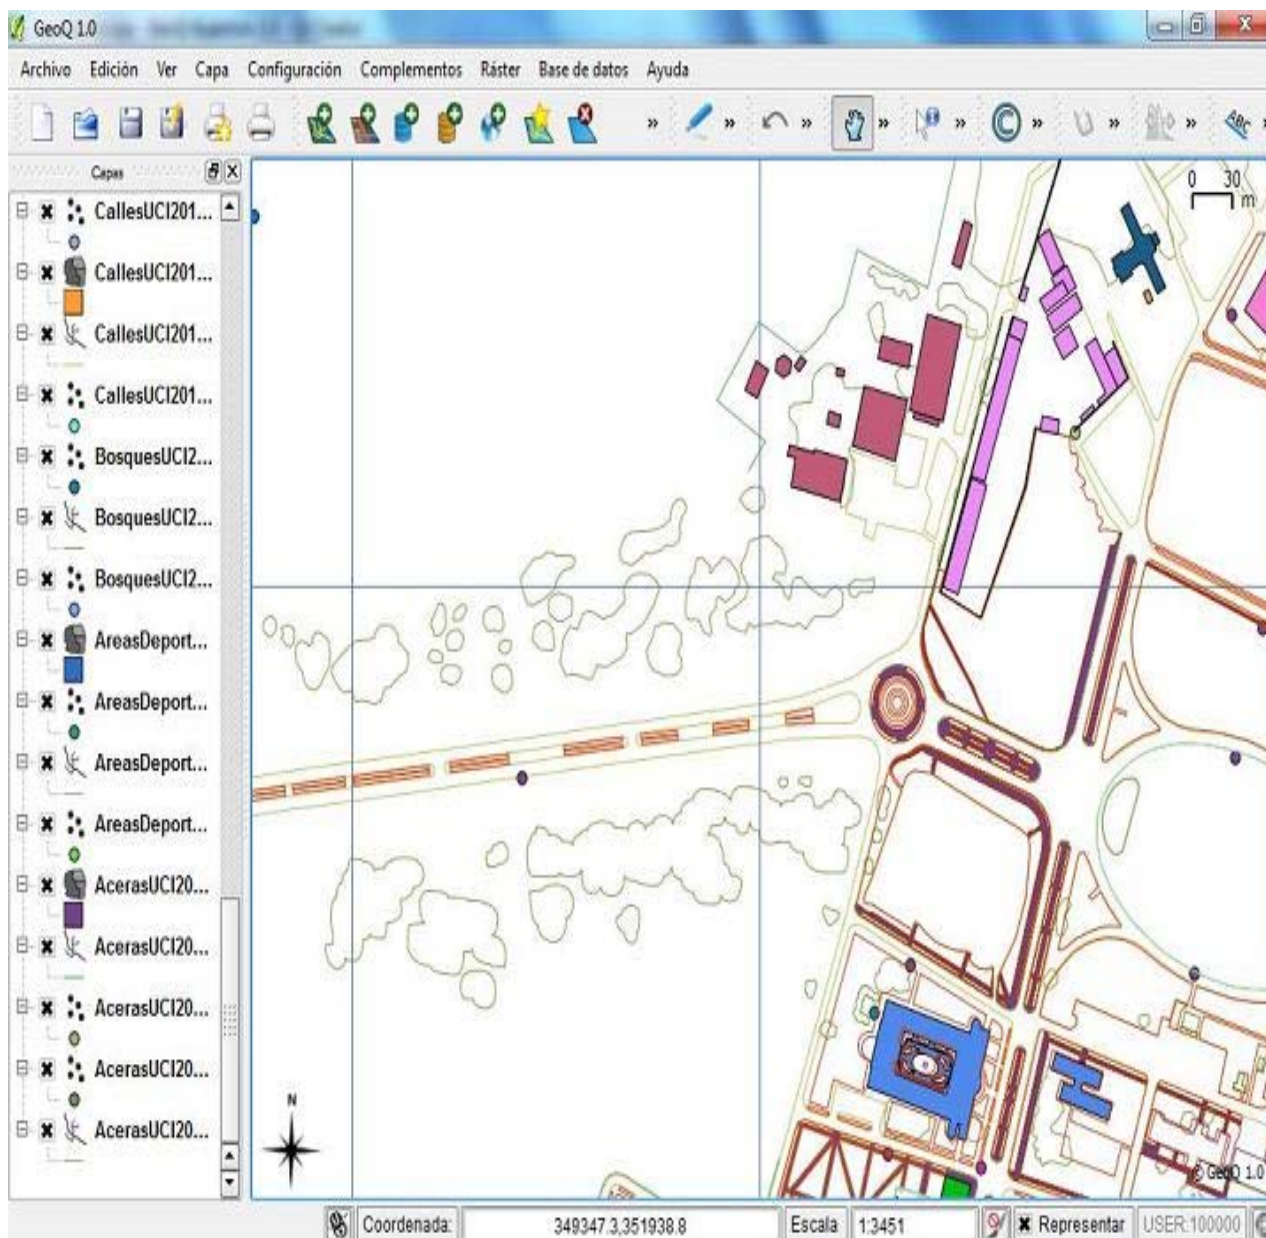 GeoQ 1.0
Archivo Edición Ver Capa Configuración Complementos Ráster Base de datos Ayuda
ABC
Capas
0 30
m
CallesUCI201...
CallesUCI201...
CallesUCI201...
CallesUCI201...
BosquesUCI2...
BosquesUCI2...
BosquesUCI2...
AreasDeport...
AreasDeport...
AreasDeport...
AreasDeport...
AcerasUCI20...
AcerasUCI20...
AcerasUCI20...
AcerasUCI20...
AcerasUCI20...
N
© GeoQ 1.0
Coordenada: 349347.3,351938.8 Escala 1:3451 Representar USER:100000